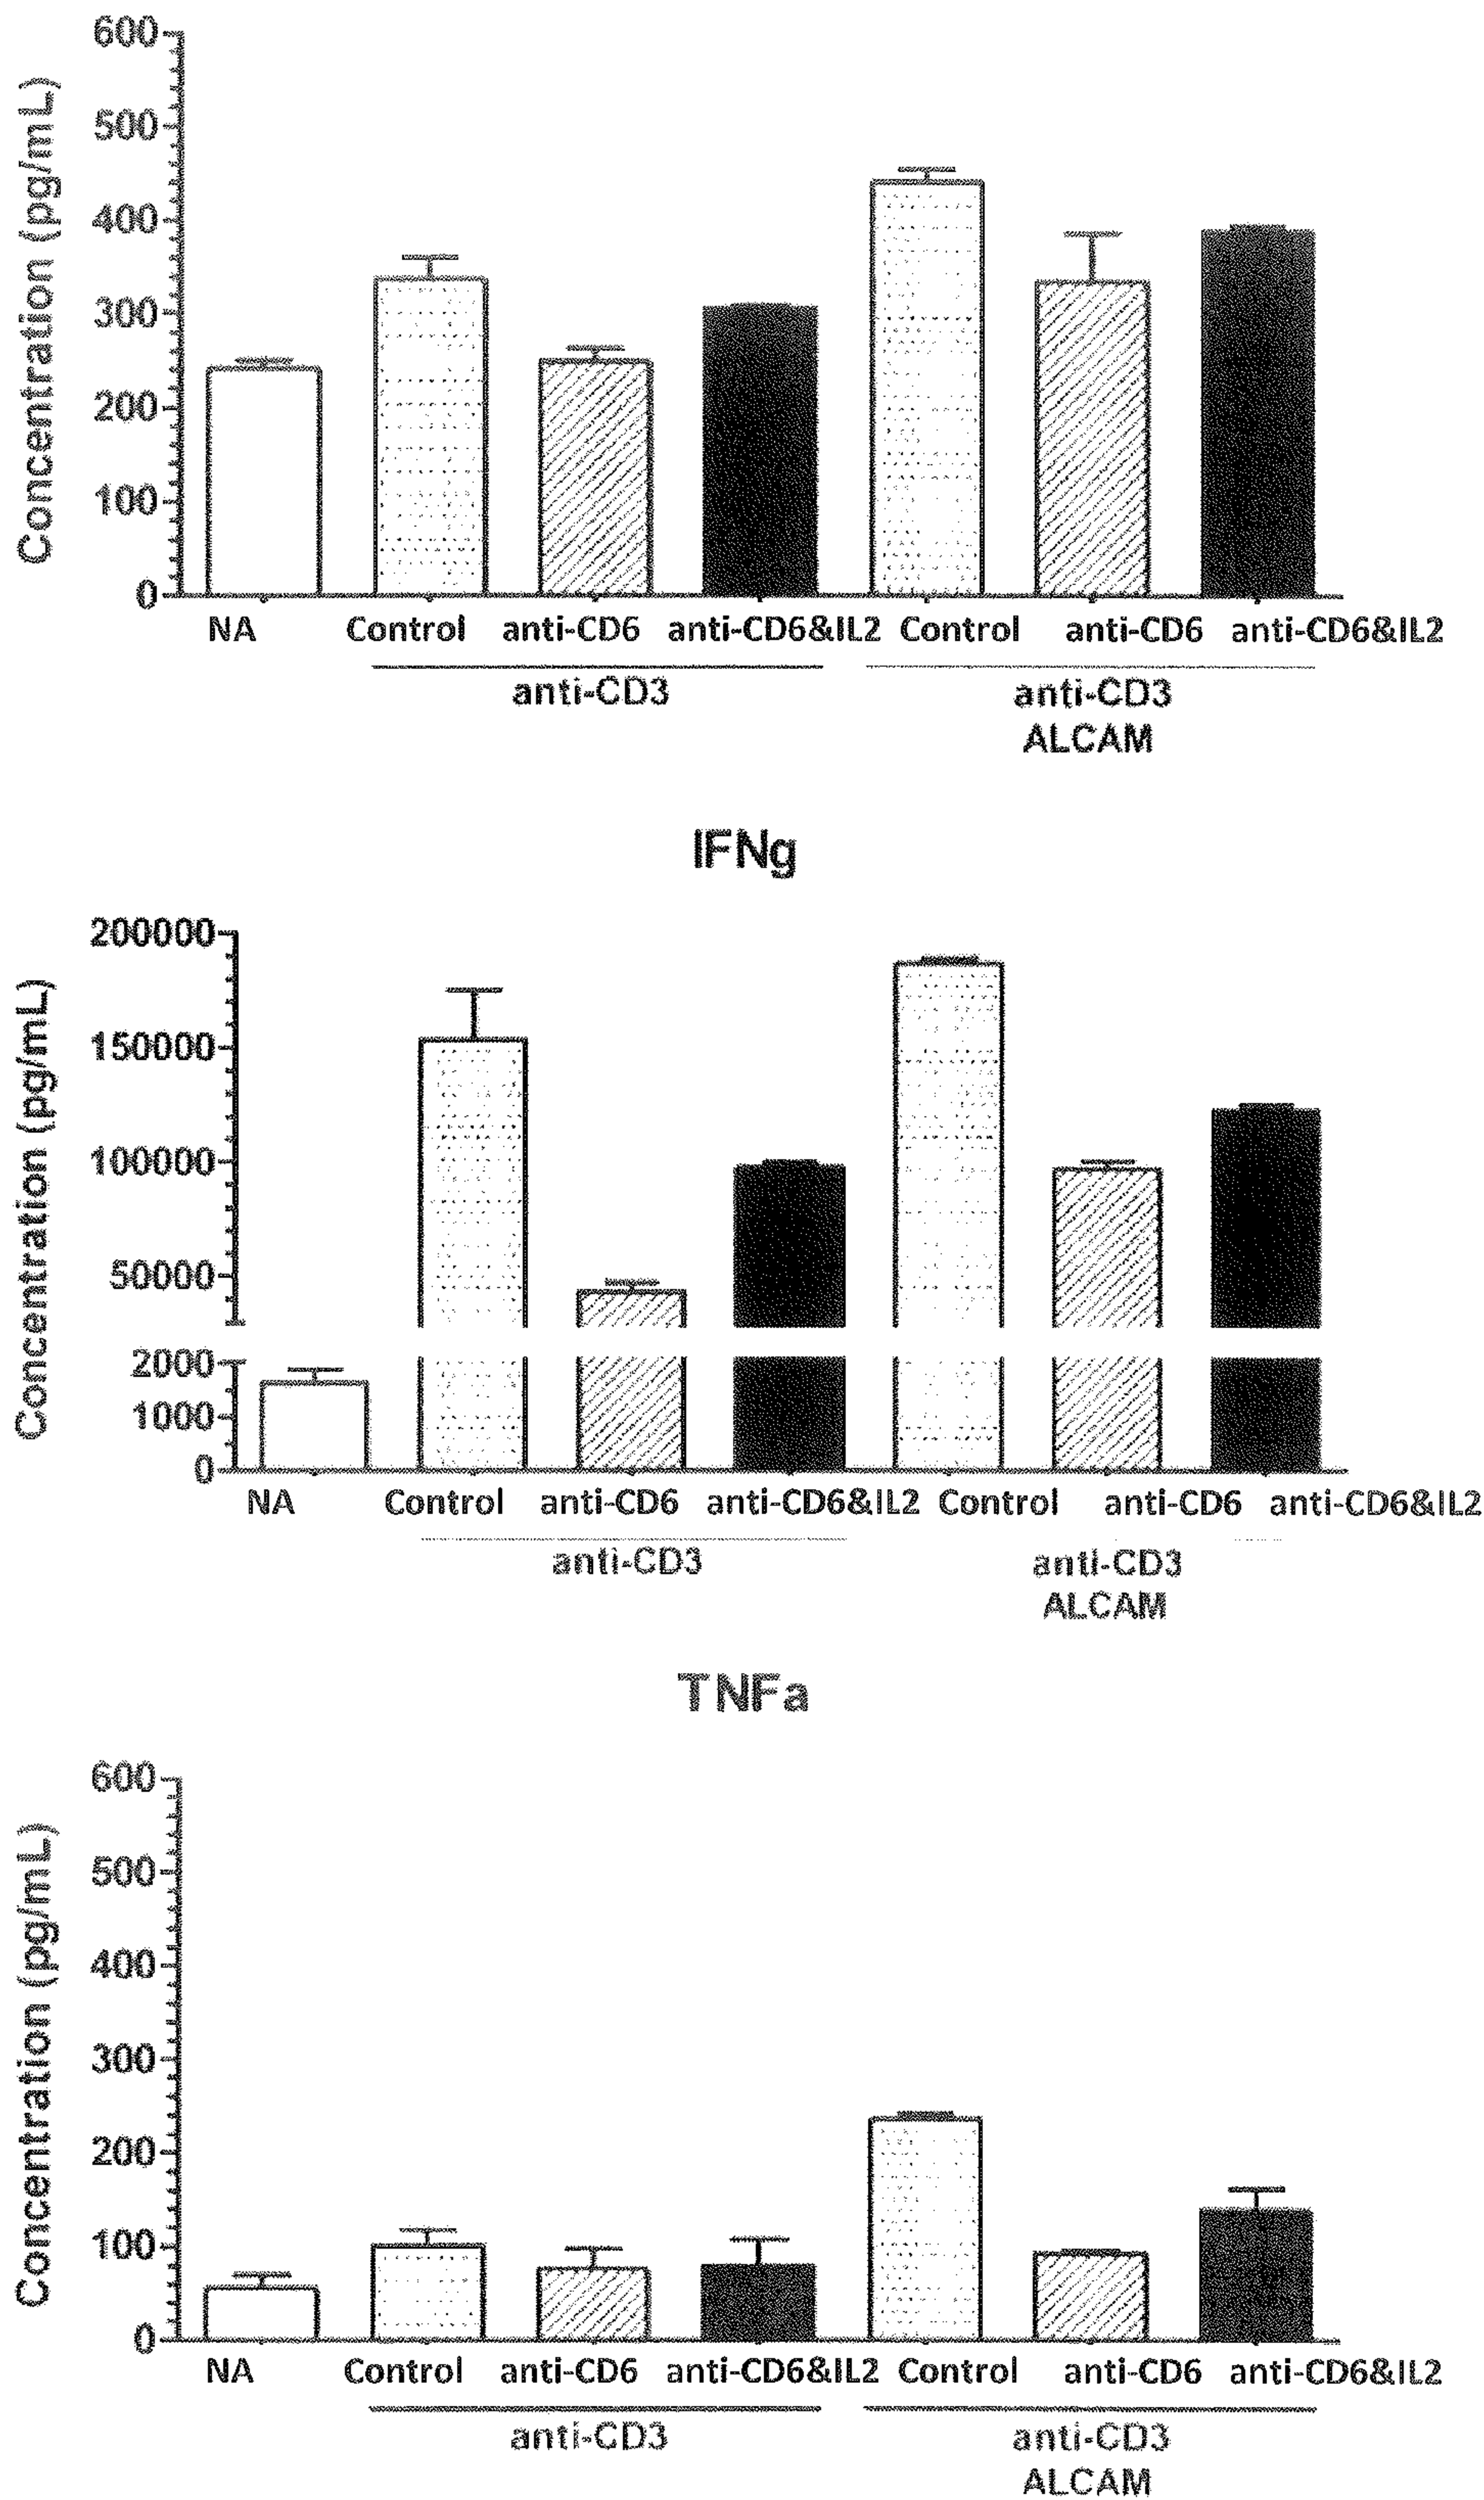 Concentration (pg/mL)
600
500
400
300
200
100
0
NA Control anti-CD6 anti-CD6&IL2 Control anti-CD6 anti-CD6&IL2
anti-CD3 anti-CD3
ALCAM
IFNg
Concentration (pg/mL)
200000
150000
100000
50000
2000
1000
0
NA Control anti-CD6 anti-CD6&IL2 Control anti-CD6 anti-CD6&IL2
anti-CD3 anti-CD3
ALCAM
TNFa
Concentration (pg/mL)
600
500
400
300
200
100
0
NA Control anti-CD6 anti-CD6&IL2 Control anti-CD6 anti-CD6&IL2
anti-CD3 anti-CD3
ALCAM